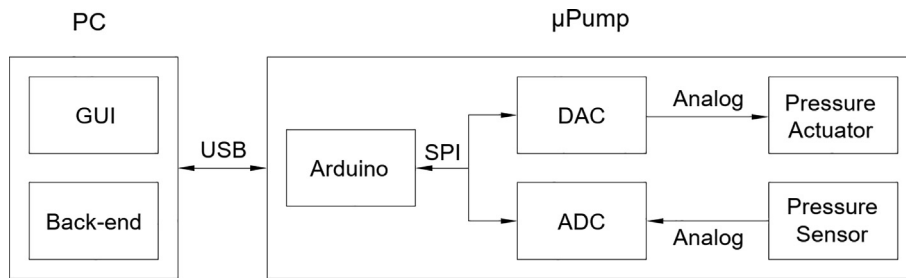 PC
µPump
GUI
Back-end
USB
Arduino
SPI
DAC
Analog
Pressure
Actuator
ADC
Analog
Pressure
Sensor